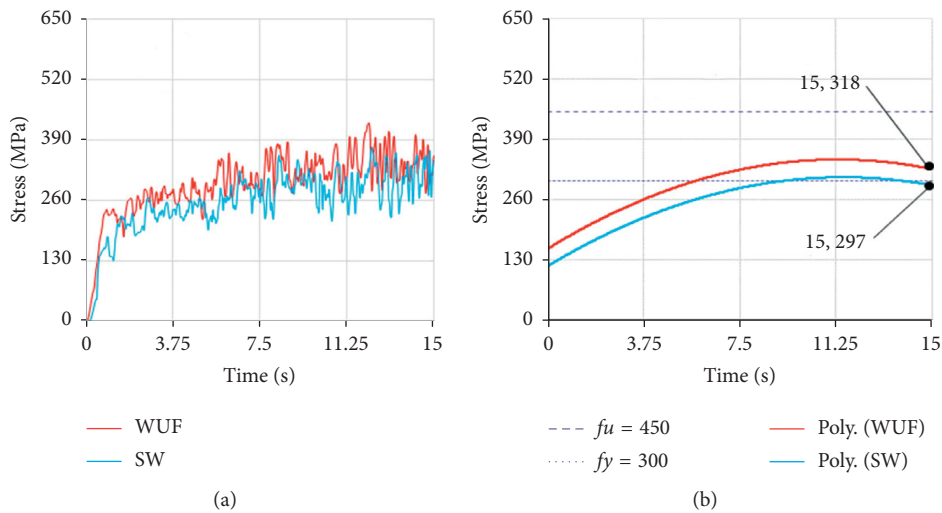 650
520
390
260
130
0
Stress (MPa)
0 3.75 7.5 11.25 15
Time (s)
WUF
SW
(a)
650
520
390
260
130
0
Stress (MPa)
15, 318
15, 297
0 3.75 7.5 11.25 15
Time (s)
fu = 450
fy = 300
Poly. (WUF)
Poly. (SW)
(b)